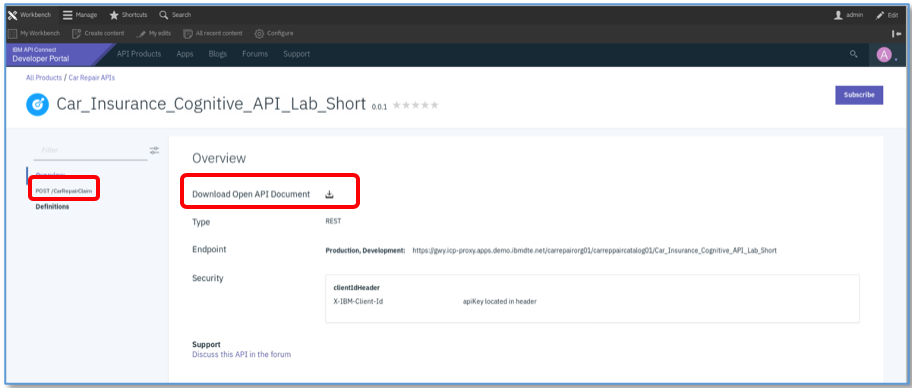 Workbench Manage Shortcuts Search admin Edit
My Workbench Create content My edits All recent content Configure
IBM API Connect
Developer Portal
API Products Apps Blogs Forums Support A
All Products / Car Repair APIs
Car_Insurance_Cognitive_API_Lab_Short 0.0.1
Subscribe
Filter
Overview
POST /CarRepairClaim
Definitions
Overview
Download Open API Document
Type REST
Endpoint Production, Development: https://gwy.icp-proxy.apps.demo.ibmdte.net/carrepairorg01/carreppaircatalog01/Car_Insurance_Cognitive_API_Lab_Short
Security
clientIdHeader
X-IBM-Client-Id apiKey located in header
Support
Discuss this API in the forum